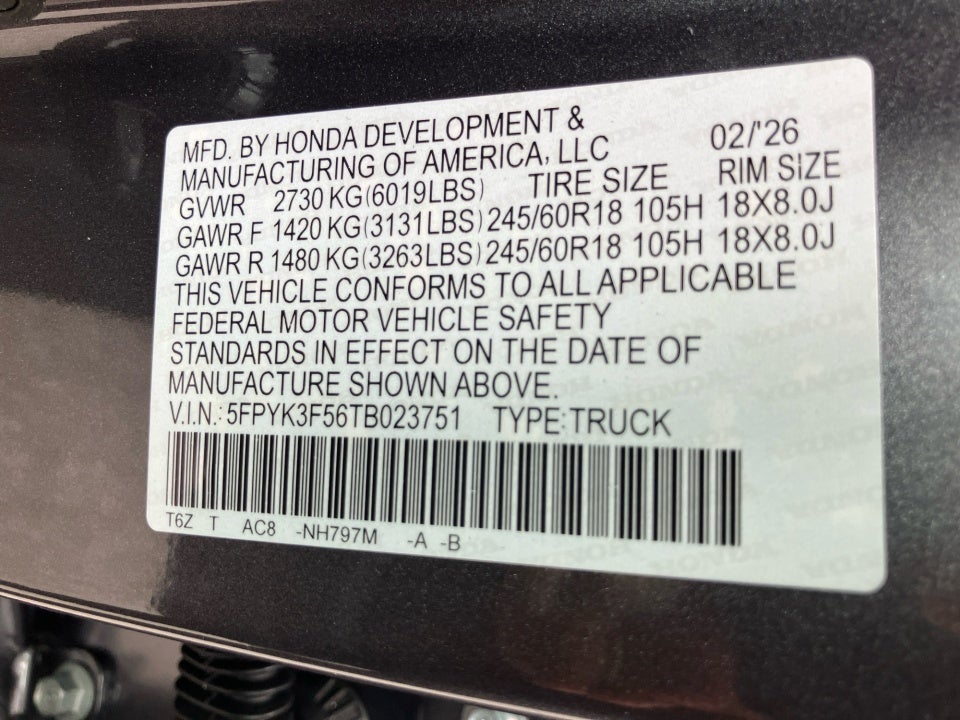 MFD. BY HONDA DEVELOPMENT &
MANUFACTURING OF AMERICA, LLC 02/'26
GVWR 2730 KG(6019LBS) TIRE SIZE RIM SIZE
GAWR F 1420 KG(3131LBS) 245/60R18 105H 18X8.0J
GAWR R 1480 KG(3263LBS) 245/60R18 105H 18X8.0J
THIS VEHICLE CONFORMS TO ALL APPLICABLE
FEDERAL MOTOR VEHICLE SAFETY
STANDARDS IN EFFECT ON THE DATE OF
MANUFACTURE SHOWN ABOVE.
V.I.N.: 5FPYK3F56TB023751 TYPE:TRUCK
T6Z T AC8 -NH797M -A -B